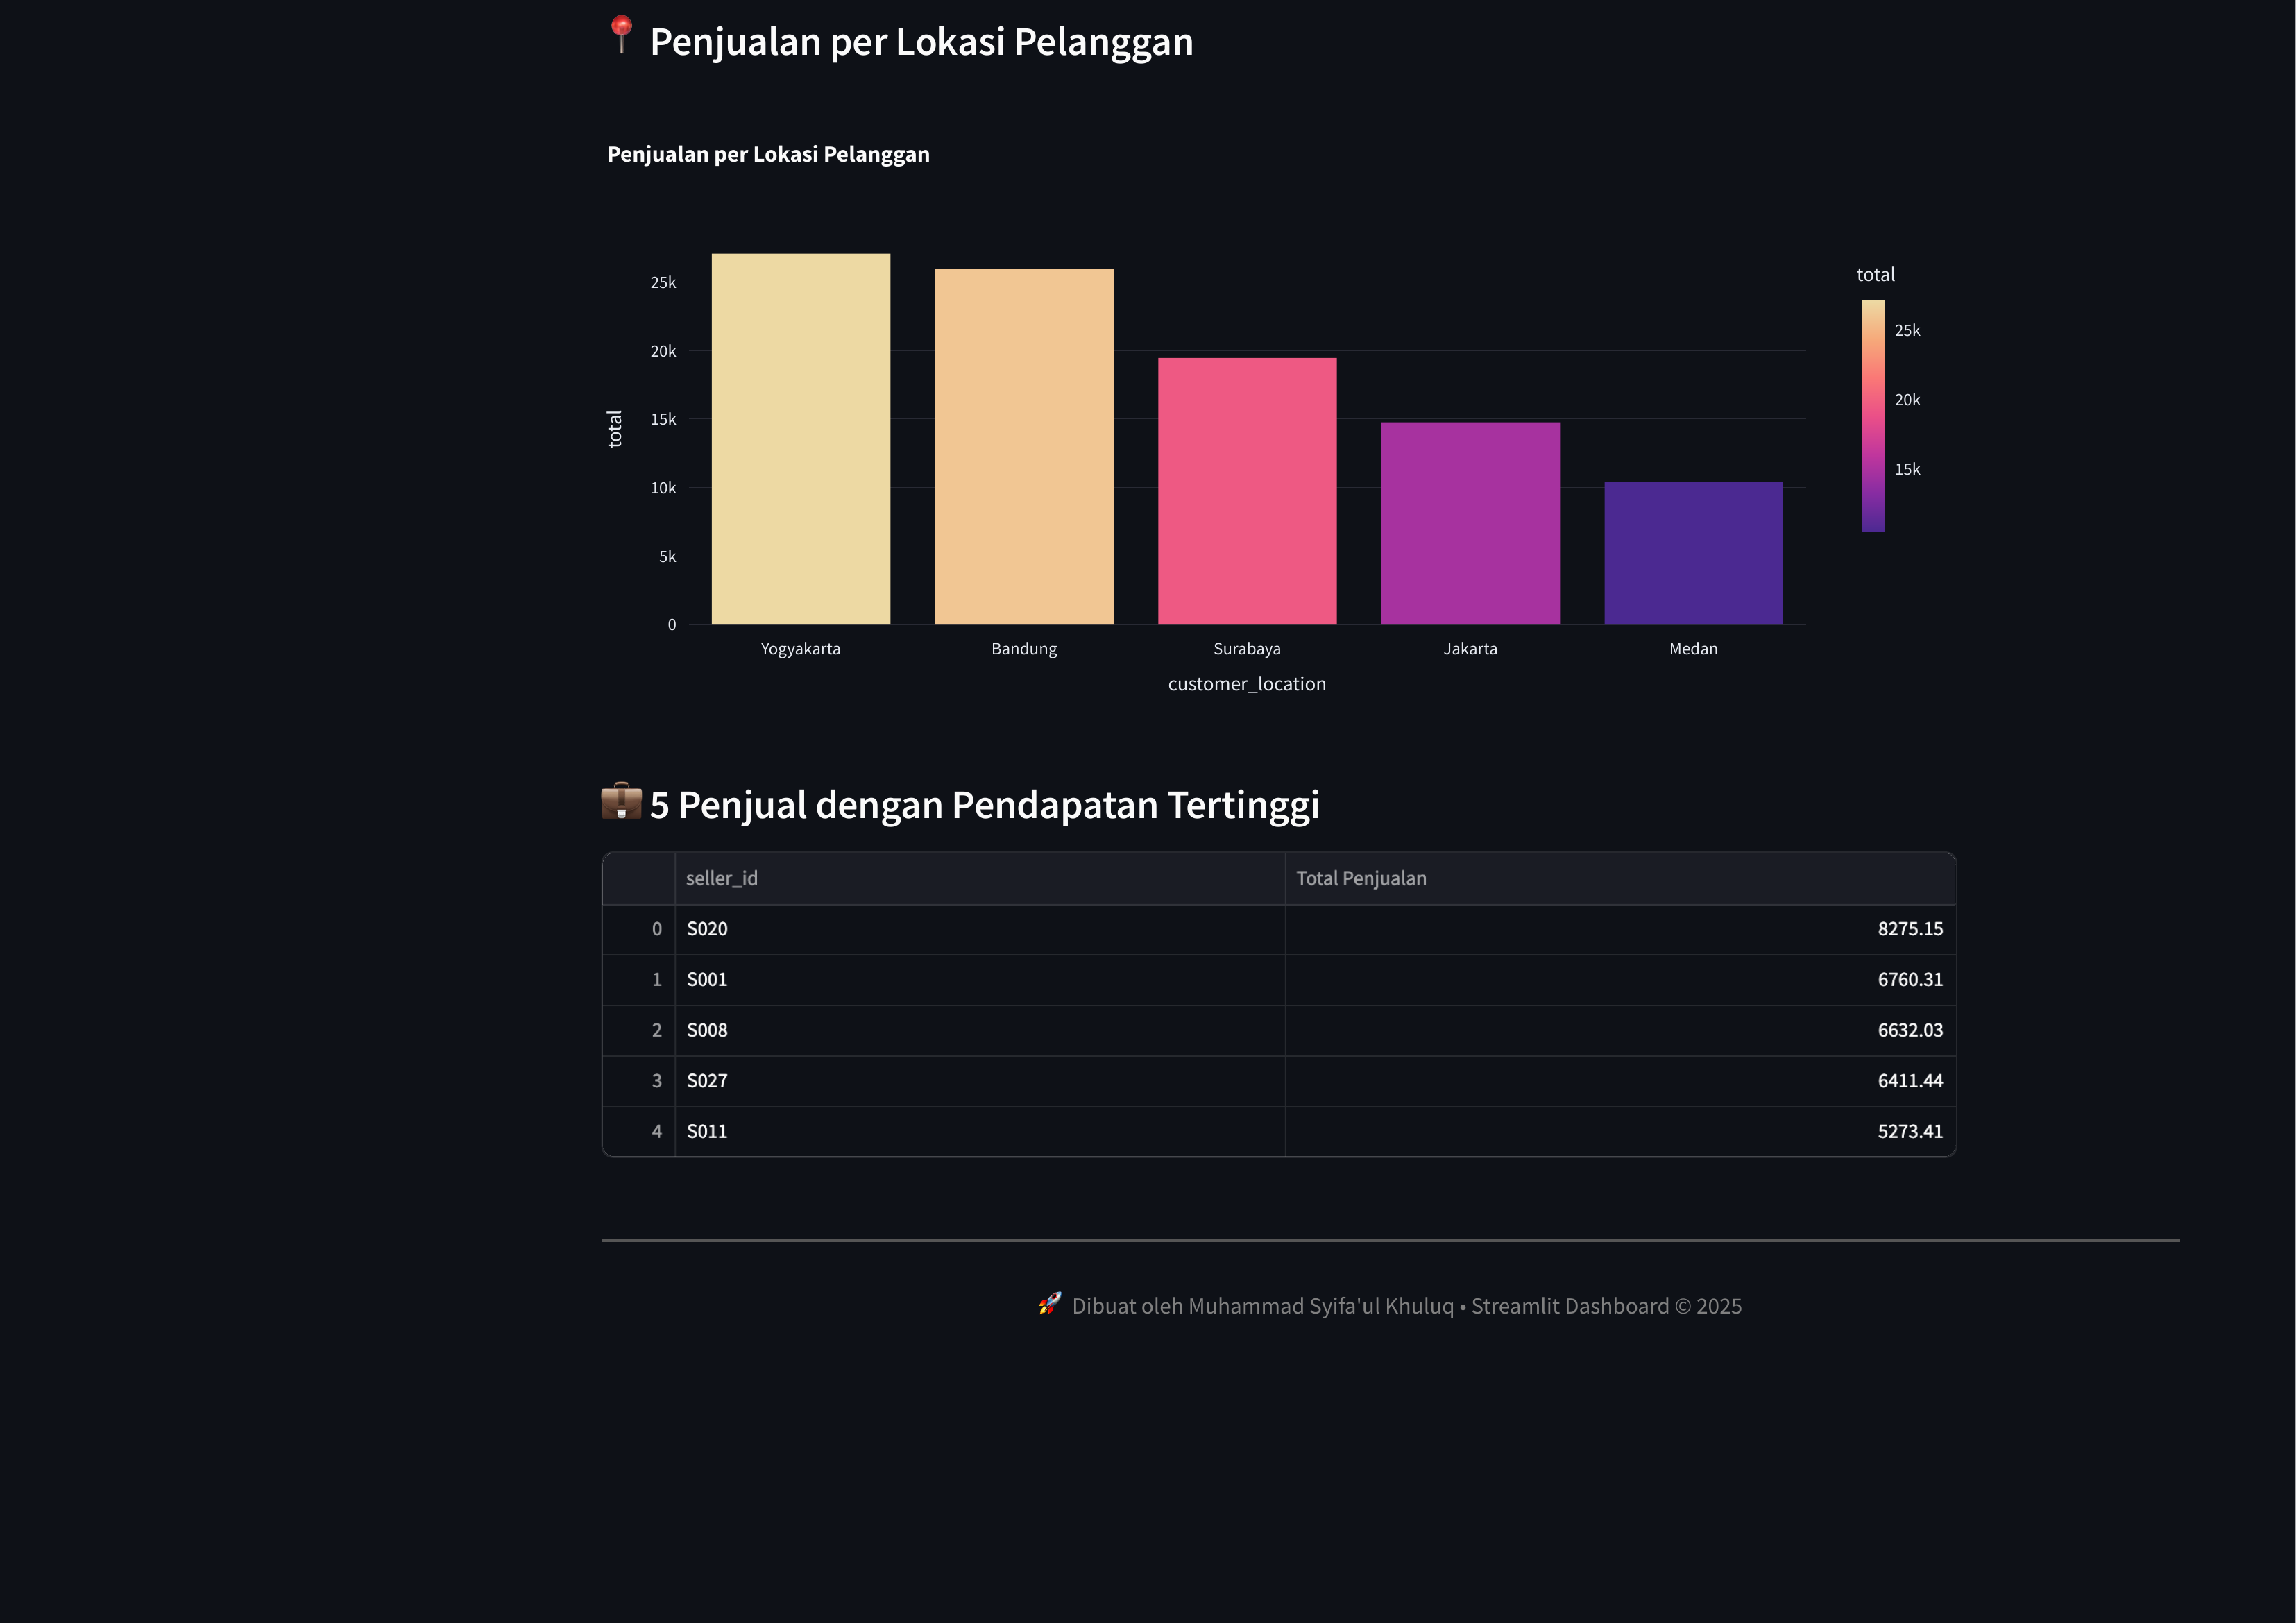 📍 Penjualan per Lokasi Pelanggan
Penjualan per Lokasi Pelanggan
total
25k
20k
15k
10k
5k
0
Yogyakarta Bandung Surabaya Jakarta Medan
customer_location
total
25k
20k
15k
💼 5 Penjual dengan Pendapatan Tertinggi
seller_id Total Penjualan
0 S020 8275.15
1 S001 6760.31
2 S008 6632.03
3 S027 6411.44
4 S011 5273.41
🚀 Dibuat oleh Muhammad Syifa'ul Khuluq • Streamlit Dashboard © 2025